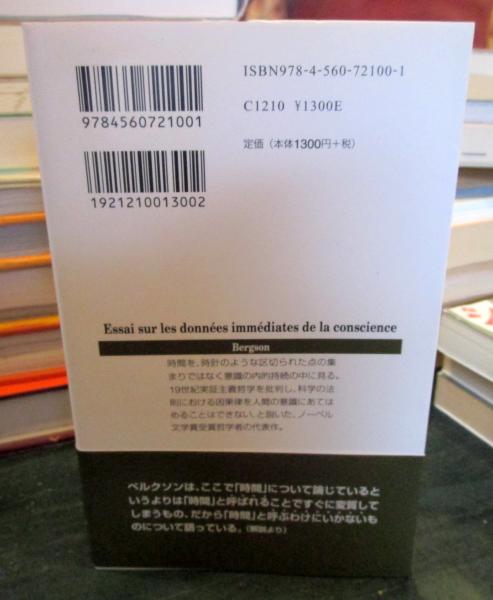 ISBN978-4-560-72100-1
9784560721001
C1210 ¥1300E
定価（本体1300円+税）
1921210013002
Essai sur les données immédiates de la conscience
Bergson
時間を、時計のような区切られた点の集
まりではなく意識の内的持続の中に見る。
19世紀実証主義哲学を批判し、科学の法
則における因果律を人間の意識にあては
めることはできない、と説いた、ノーベル
文学賞受賞哲学者の代表作。
ベルクソンは、ここで「時間」について論じていると
いうよりは「時間」と呼ばれることですぐに変質して
しまうもの、だから「時間」と呼ぶわけにいかないも
のについて語っている。（解説より）